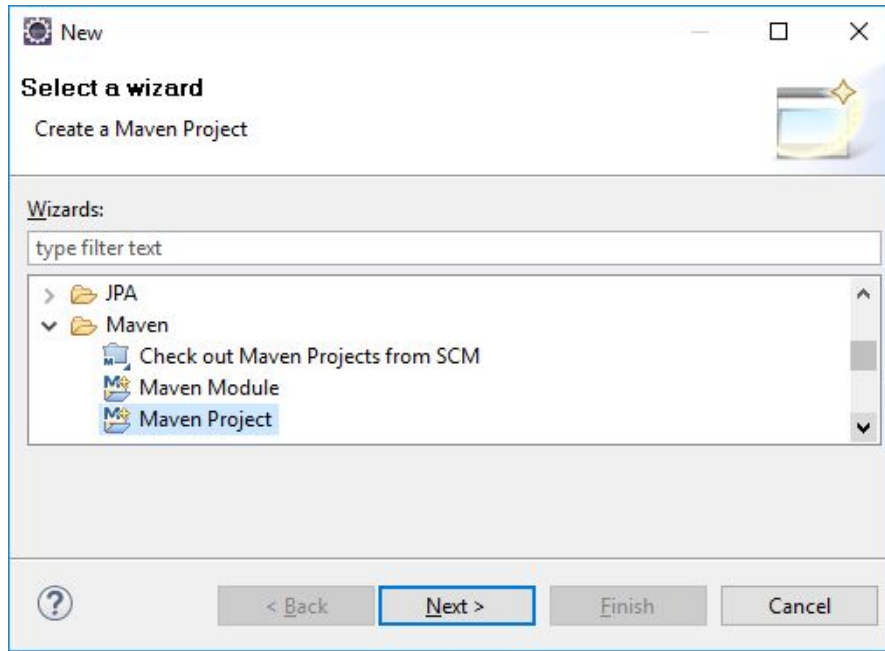 New
Select a wizard
Create a Maven Project
Wizards:
type filter text
JPA
Maven
Check out Maven Projects from SCM
Maven Module
Maven Project
< Back Next > Finish Cancel